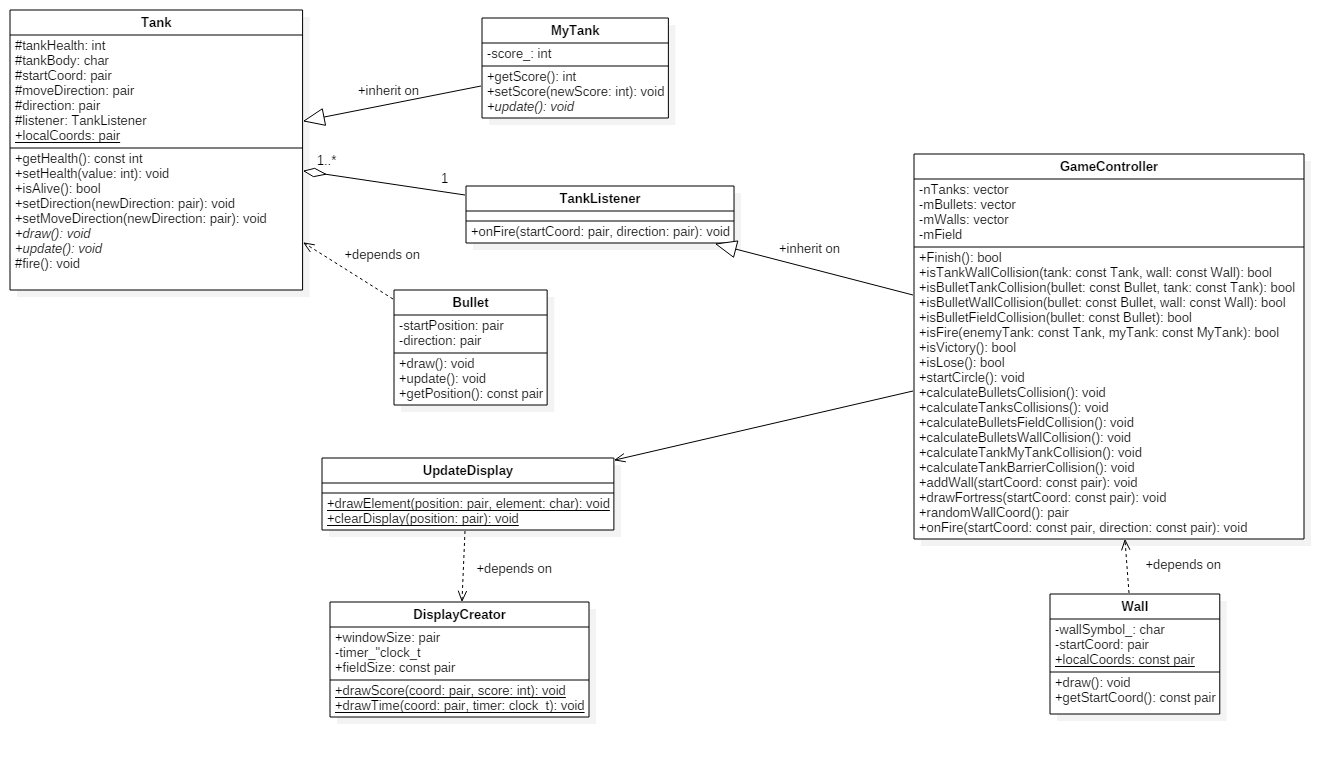 Tank
#tankHealth: int
#tankBody: char
#startCoord: pair
#moveDirection: pair
#direction: pair
#listener: TankListener
+localCoords: pair
+getHealth(): const int
+setHealth(value: int): void
+isAlive(): bool
+setDirection(newDirection: pair): void
+setMoveDirection(newDirection: pair): void
+draw(): void
+update(): void
#fire(): void
MyTank
-score_: int
+getScore(): int
+setScore(newScore: int): void
+update(): void
+inherit on
1..*
1
TankListener
+onFire(startCoord: pair, direction: pair): void
+inherit on
+depends on
Bullet
-startPosition: pair
-direction: pair
+draw(): void
+update(): void
+getPosition(): const pair
GameController
-nTanks: vector
-mBullets: vector
-mWalls: vector
-mField
+Finish(): bool
+isTankWallCollision(tank: const Tank, wall: const Wall): bool
+isBulletTankCollision(bullet: const Bullet, tank: const Tank): bool
+isBulletWallCollision(bullet: const Bullet, wall: const Wall): bool
+isBulletFieldCollision(bullet: const Bullet): bool
+isFire(enemyTank: const Tank, myTank: const MyTank): bool
+isVictory(): bool
+isLose(): bool
+startCircle(): void
+calculateBulletsCollision(): void
+calculateTanksCollisions(): void
+calculateBulletsFieldCollision(): void
+calculateBulletsWallCollision(): void
+calculateTankMyTankCollision(): void
+calculateTankBarrierCollision(): void
+addWall(startCoord: const pair): void
+drawFortress(startCoord: const pair): void
+randomWallCoord(): pair
+onFire(startCoord: const pair, direction: const pair): void
UpdateDisplay
+drawElement(position: pair, element: char): void
+clearDisplay(position: pair): void
+depends on
DisplayCreator
+windowSize: pair
-timer_"clock_t
+fieldSize: const pair
+drawScore(coord: pair, score: int): void
+drawTime(coord: pair, timer: clock_t): void
+depends on
Wall
-wallSymbol_: char
-startCoord: pair
+localCoords: const pair
+draw(): void
+getStartCoord(): const pair